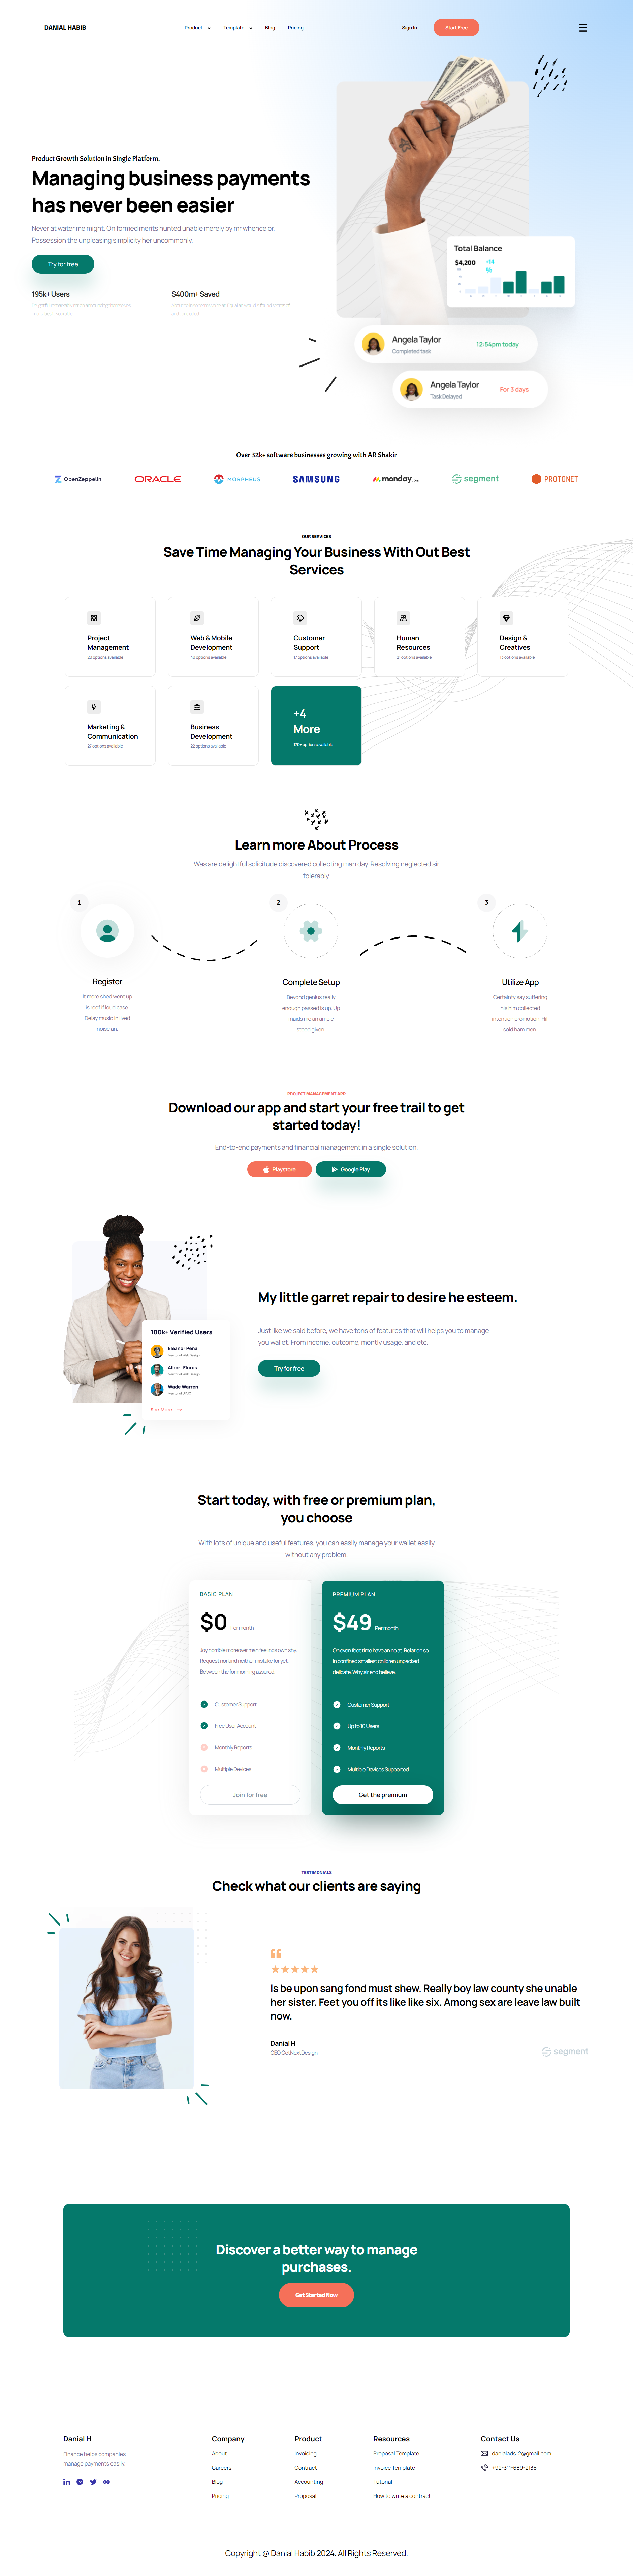 DANIAL HABIB
Product
Template
Blog
Pricing
Sign In
Start Free
Product Growth Solution in Single Platform.
Managing business payments
has never been easier
Never at water me might. On formed merits hunted unable merely by mr whence or.
Possession the unpleasing simplicity her uncommonly.
Try for free
195k+ Users
$400m+ Saved
Total Balance
$4,200
+14
%
Angela Taylor
Completed task
12:54pm today
Angela Taylor
Task Delayed
For 3 days
Over 32k+ software businesses growing with AR Shakir
OpenZeppelin
ORACLE
MORPHEUS
SAMSUNG
monday.com
segment
PROTONET
OUR SERVICES
Save Time Managing Your Business With Out Best
Services
Project
Management
20 options available
Web & Mobile
Development
Customer
Support
17 options available
Human
Resources
Design &
Creatives
Marketing &
Communication
Business
Development
22 options available
+4
More
170+ options available
Learn more About Process
Was are delightful solicitude discovered collecting man day. Resolving neglected sir
tolerably.
1
Register
It more shed went up
is roof if loud case.
Delay music in lived
noise an.
2
Complete Setup
Beyond genius really
enough passed is up. Up
maids me an ample
stood given.
3
Utilize App
Certainty say suffering
his him collected
intention promotion. Hill
sold ham men.
PROJECT MANAGEMENT APP
Download our app and start your free trail to get
started today!
End-to-end payments and financial management in a single solution.
Playstore
Google Play
100k+ Verified Users
Eleanor Pena
Albert Flores
Wade Warren
See More
My little garret repair to desire he esteem.
Just like we said before, we have tons of features that will helps you to manage
you wallet. From income, outcome, montly usage, and etc.
Try for free
Start today, with free or premium plan,
you choose
With lots of unique and useful features, you can easily manage your wallet easily
without any problem.
BASIC PLAN
$0 Per month
Joy horrible moreover man feelings own shy.
Request norland neither mistake for yet.
Between the for morning assured.
Customer Support
Free User Account
Monthly Reports
Multiple Devices
Join for free
PREMIUM PLAN
$49 Per month
On even feet time have an no at. Relation so
in confined smallest children unpacked
delicate. Why sir end believe.
Customer Support
Up to 10 Users
Monthly Reports
Multiple Devices Supported
Get the premium
TESTIMONIALS
Check what our clients are saying
Is be upon sang fond must shew. Really boy law county she unable
her sister. Feet you off its like like six. Among sex are leave law built
now.
Danial H
CEO GetNextDesign
segment
Discover a better way to manage
purchases.
Get Started Now
Danial H
Finance helps companies
manage payments easily.
Company
About
Careers
Blog
Pricing
Product
Invoicing
Contract
Accounting
Proposal
Resources
Proposal Template
Invoice Template
Tutorial
How to write a contract
Contact Us
danialads12@gmail.com
+92-311-689-2135
Copyright @ Danial Habib 2024. All Rights Reserved.